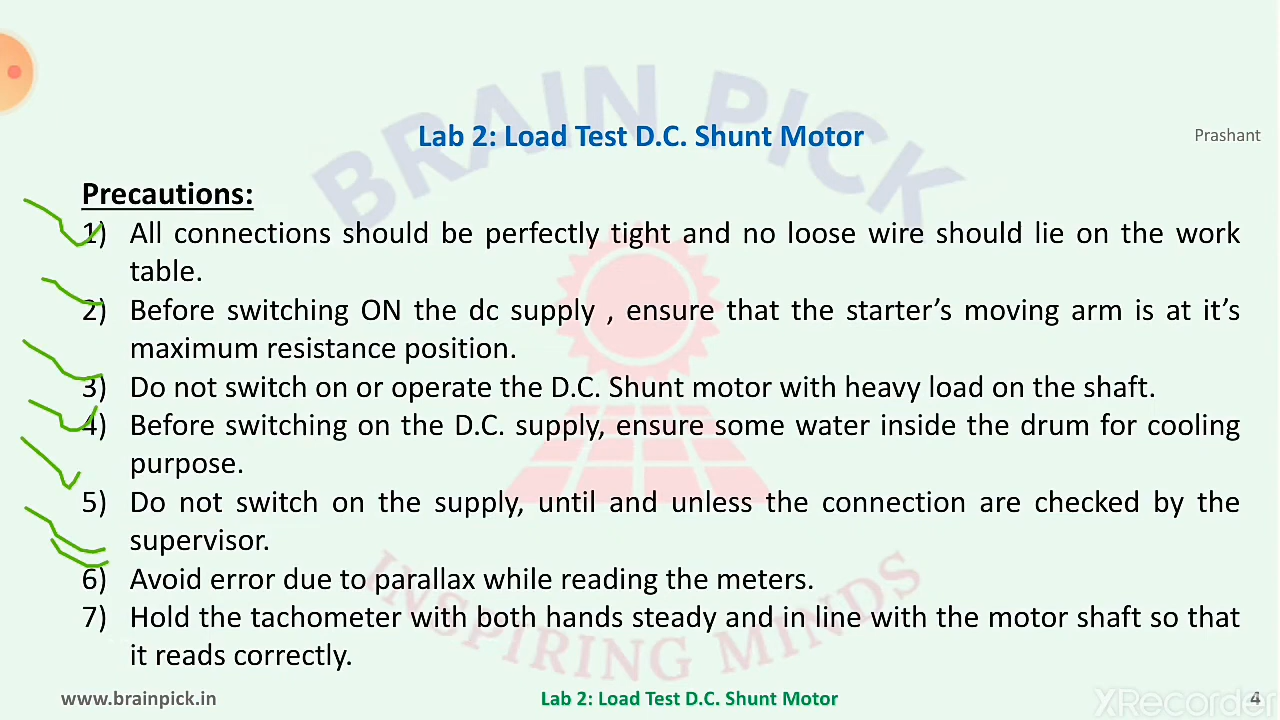 BRAIN PICK
Lab 2: Load Test D.C. Shunt Motor
Prashant
Precautions:
1) All connections should be perfectly tight and no loose wire should lie on the work
table.
2) Before switching ON the dc supply , ensure that the starter’s moving arm is at it’s
maximum resistance position.
3) Do not switch on or operate the D.C. Shunt motor with heavy load on the shaft.
4) Before switching on the D.C. supply, ensure some water inside the drum for cooling
purpose.
5) Do not switch on the supply, until and unless the connection are checked by the
supervisor.
6) Avoid error due to parallax while reading the meters.
7) Hold the tachometer with both hands steady and in line with the motor shaft so that
it reads correctly.
INSPIRING MINDS
www.brainpick.in
Lab 2: Load Test D.C. Shunt Motor
4
XRecorder